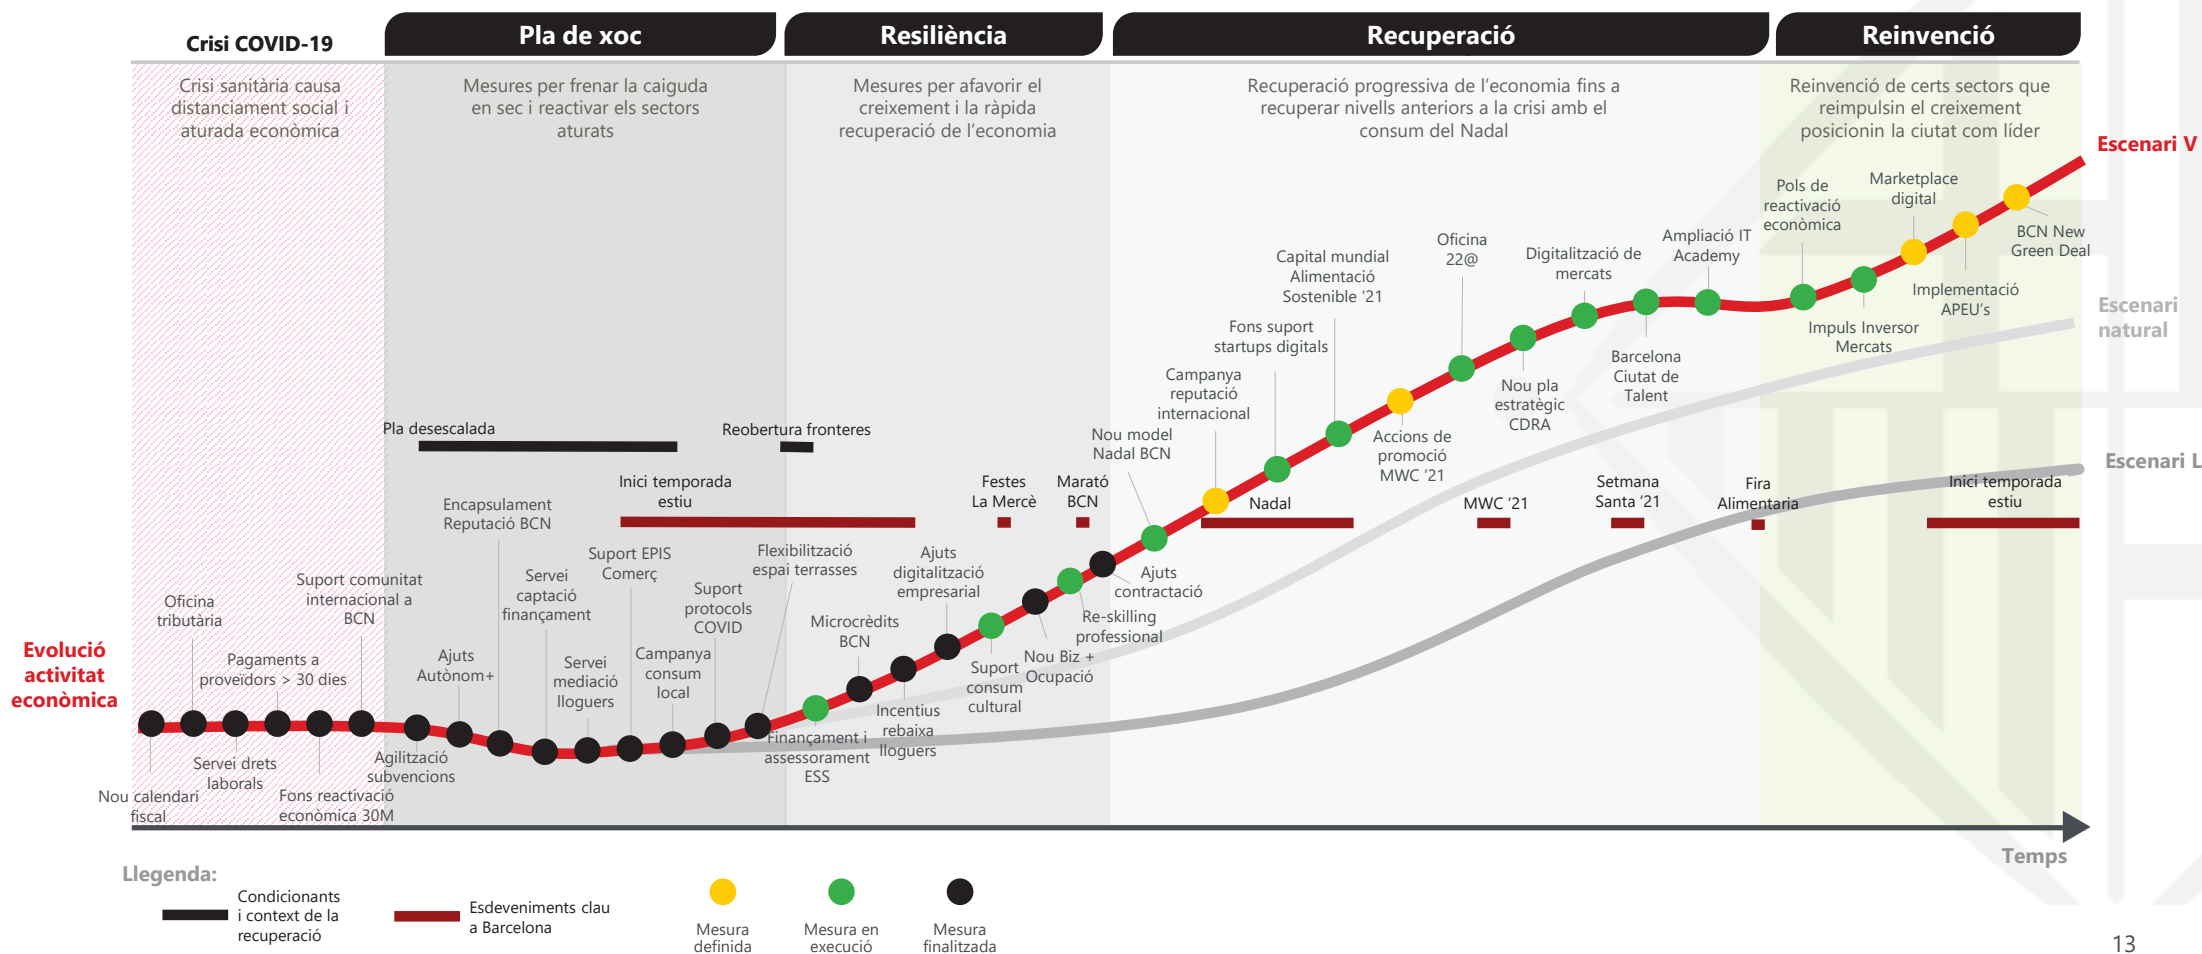 Crisi COVID-19
Pla de xoc
Resiliència
Recuperació
Reinvenció
Crisi sanitària causa
distanciament social i
aturada econòmica
Mesures per frenar la caiguda
en sec i reactivar els sectors
aturats
Mesures per afavorir el
creixement i la ràpida
recuperació de l'economia
Recuperació progressiva de l'economia fins a
recuperar nivells anteriors a la crisi amb el
consum del Nadal
Reinvenció de certs sectors que
reimpulsin el creixement
posicionin la ciutat com líder
Escenari V
Escenari
natural
Escenari L
Evolució
activitat
econòmica
Pla desescalada
Reobertura fronteres
Inici temporada
estiu
Festes
La Mercè
Marató
BCN
Nadal
MWC '21
Setmana
Santa '21
Fira
Alimentaria
Inici temporada
estiu
Nou calendari
fiscal
Oficina
tributària
Servei drets
laborals
Pagaments a
proveïdors > 30 dies
Fons reactivació
econòmica 30M
Suport comunitat
internacional a
BCN
Agilització
subvencions
Ajuts
Autònom+
Encapsulament
Reputació BCN
Servei
captació
finançament
Servei
mediació
lloguers
Suport EPIS
Comerç
Campanya
consum
local
Suport
protocols
COVID
Flexibilització
espai terrasses
Finançament i
assessorament
ESS
Microcrèdits
BCN
Incentius
rebaixa
lloguers
Ajuts
digitalització
empresarial
Suport
consum
cultural
Nou Biz +
Ocupació
Re-skilling
professional
Ajuts
contractació
Nou model
Nadal BCN
Campanya
reputació
internacional
Fons suport
startups digitals
Capital mundial
Alimentació
Sostenible '21
Accions de
promoció
MWC '21
Oficina
22@
Nou pla
estratègic
CDRA
Digitalització de
mercats
Barcelona
Ciutat de
Talent
Ampliació IT
Academy
Pols de
reactivació
econòmica
Impuls Inversor
Mercats
Marketplace
digital
Implementació
APEU's
BCN New
Green Deal
Temps
Llegenda:
Condicionants
i context de la
recuperació
Esdeveniments clau
a Barcelona
Mesura
definida
Mesura en
execució
Mesura
finalitzada
13